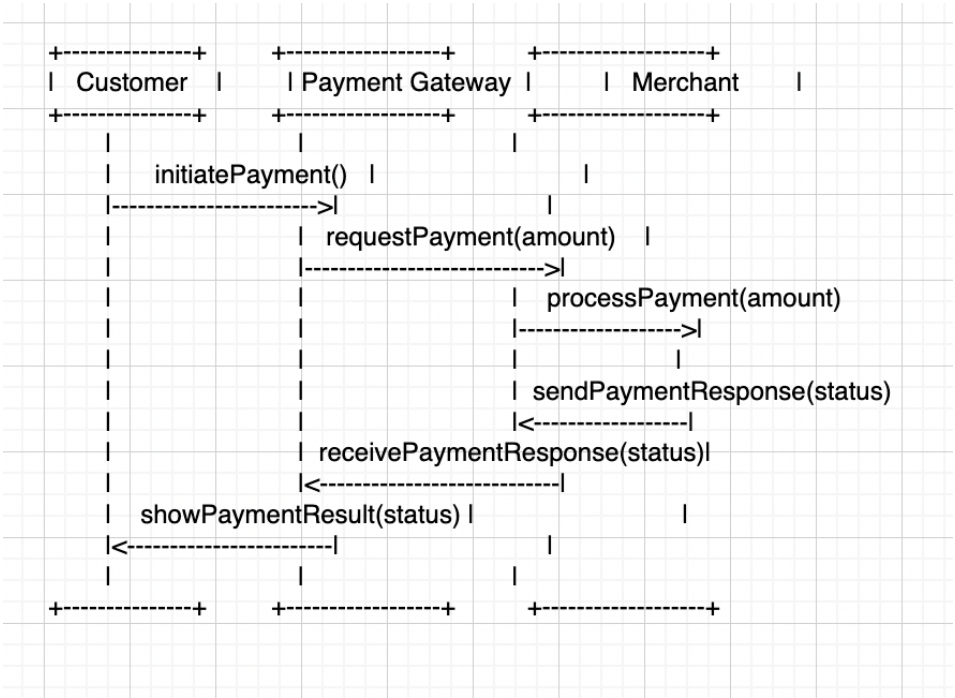 +---------------+ +------------------+ +-------------------+
| Customer | | Payment Gateway | | Merchant |
+---------------+ +------------------+ +-------------------+
| | |
| initiatePayment() | |
|------------------------>| |
| | requestPayment(amount) |
| |---------------------------->|
| | | processPayment(amount)
| | |------------------->|
| | | |
| | | sendPaymentResponse(status)
| | |<------------------|
| | receivePaymentResponse(status)|
| |<----------------------------|
| showPaymentResult(status) | |
|<------------------------| |
| | |
+---------------+ +------------------+ +-------------------+